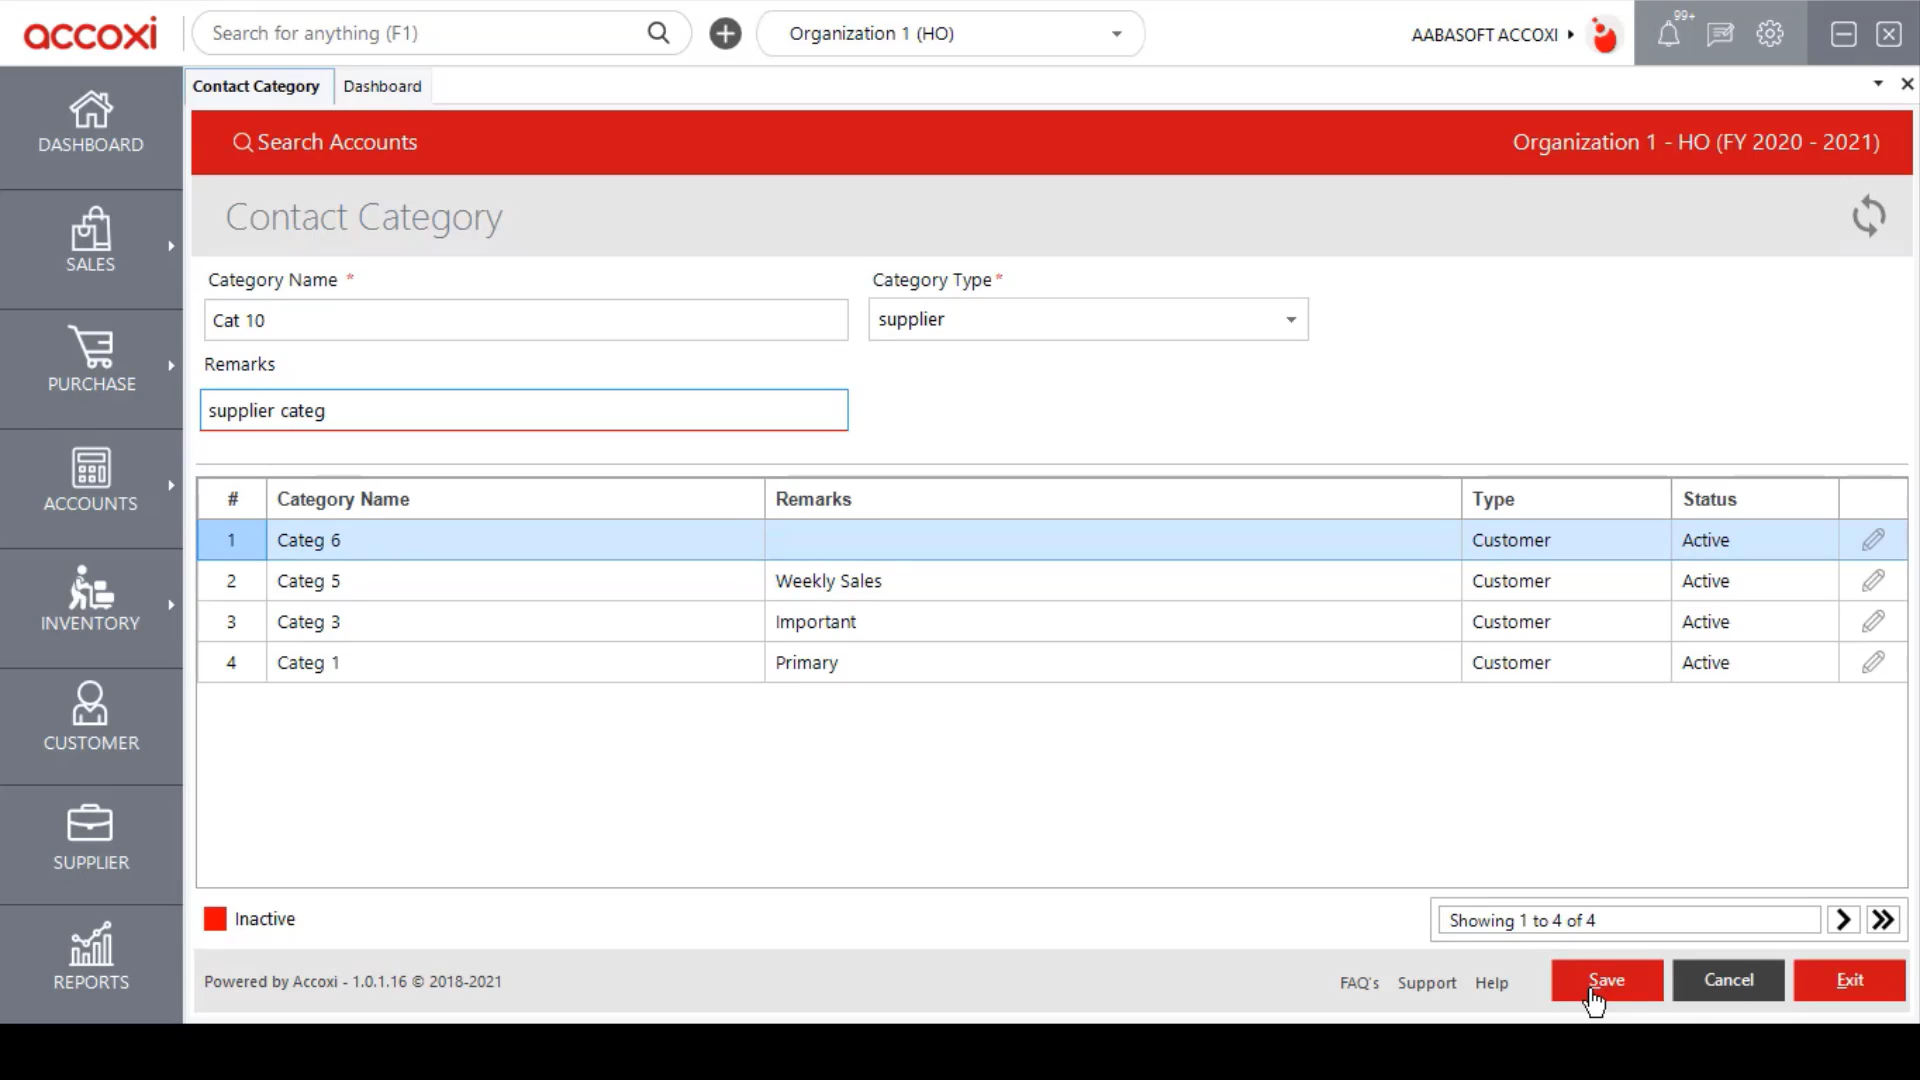 accoxi
Search for anything (F1)
Organization 1 (HO)
AABASOFT ACCOXI
99+
Contact Category
Dashboard
Search Accounts
Organization 1 - HO (FY 2020 - 2021)
Contact Category
Category Name *
Category Type *
Cat 10
supplier
Remarks
supplier categ
# Category Name Remarks Type Status
1 Categ 6 Customer Active
2 Categ 5 Weekly Sales Customer Active
3 Categ 3 Important Customer Active
4 Categ 1 Primary Customer Active
Inactive
Showing 1 to 4 of 4
Powered by Accoxi - 1.0.1.16 © 2018-2021
FAQ's Support Help
Save
Cancel
Exit
DASHBOARD
SALES
PURCHASE
ACCOUNTS
INVENTORY
CUSTOMER
SUPPLIER
REPORTS